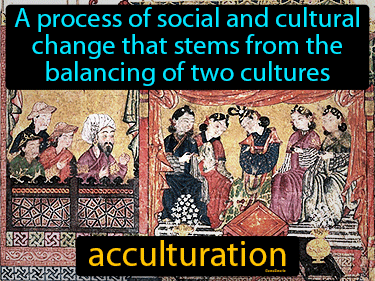 A process of social and cultural
change that stems from the
balancing of two cultures
acculturation